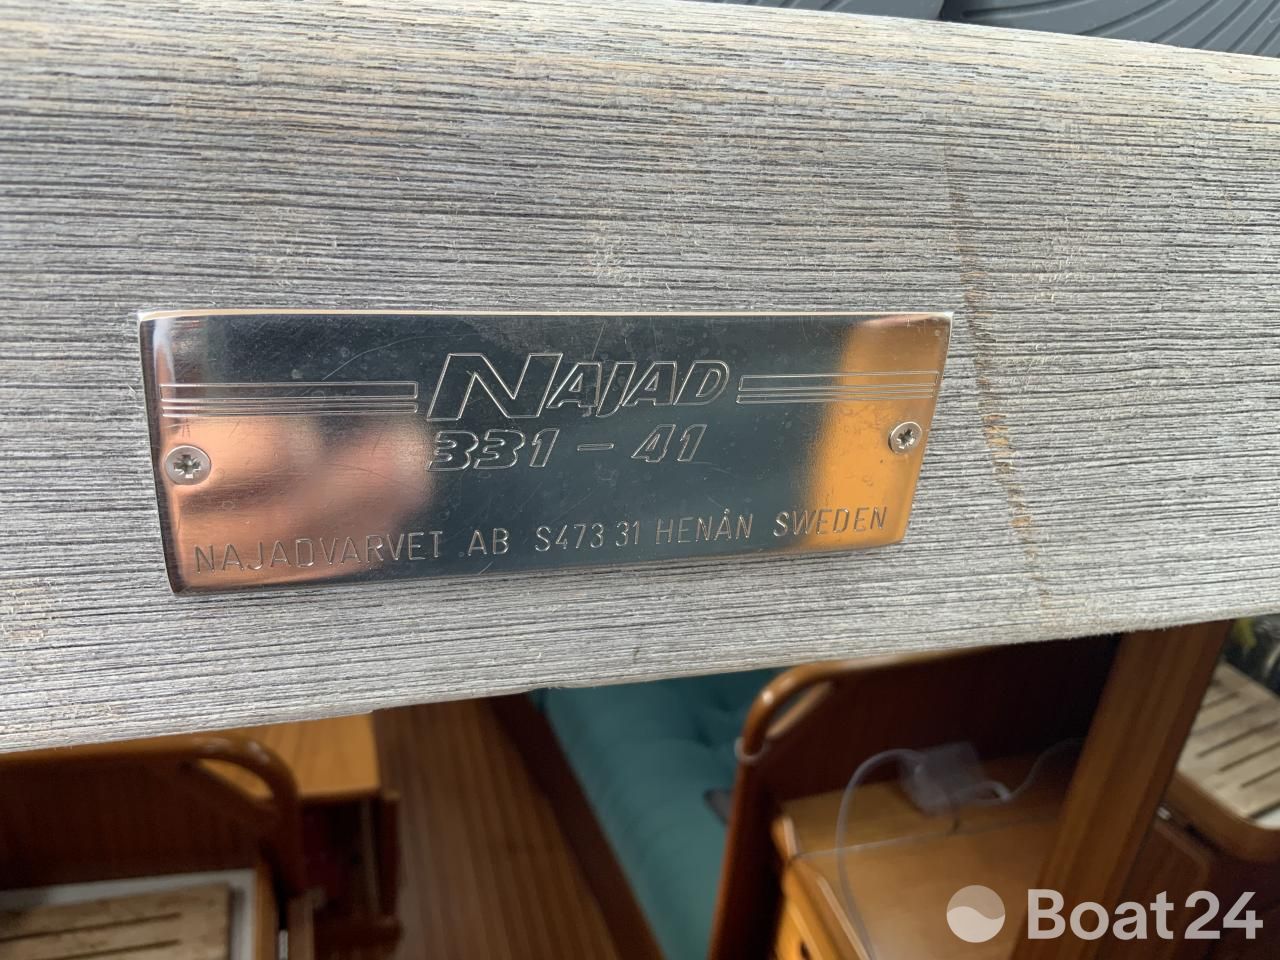 NAJAD
331 - 41
NAJADVARVET AB S473 31 HENÅN SWEDEN
Boat24